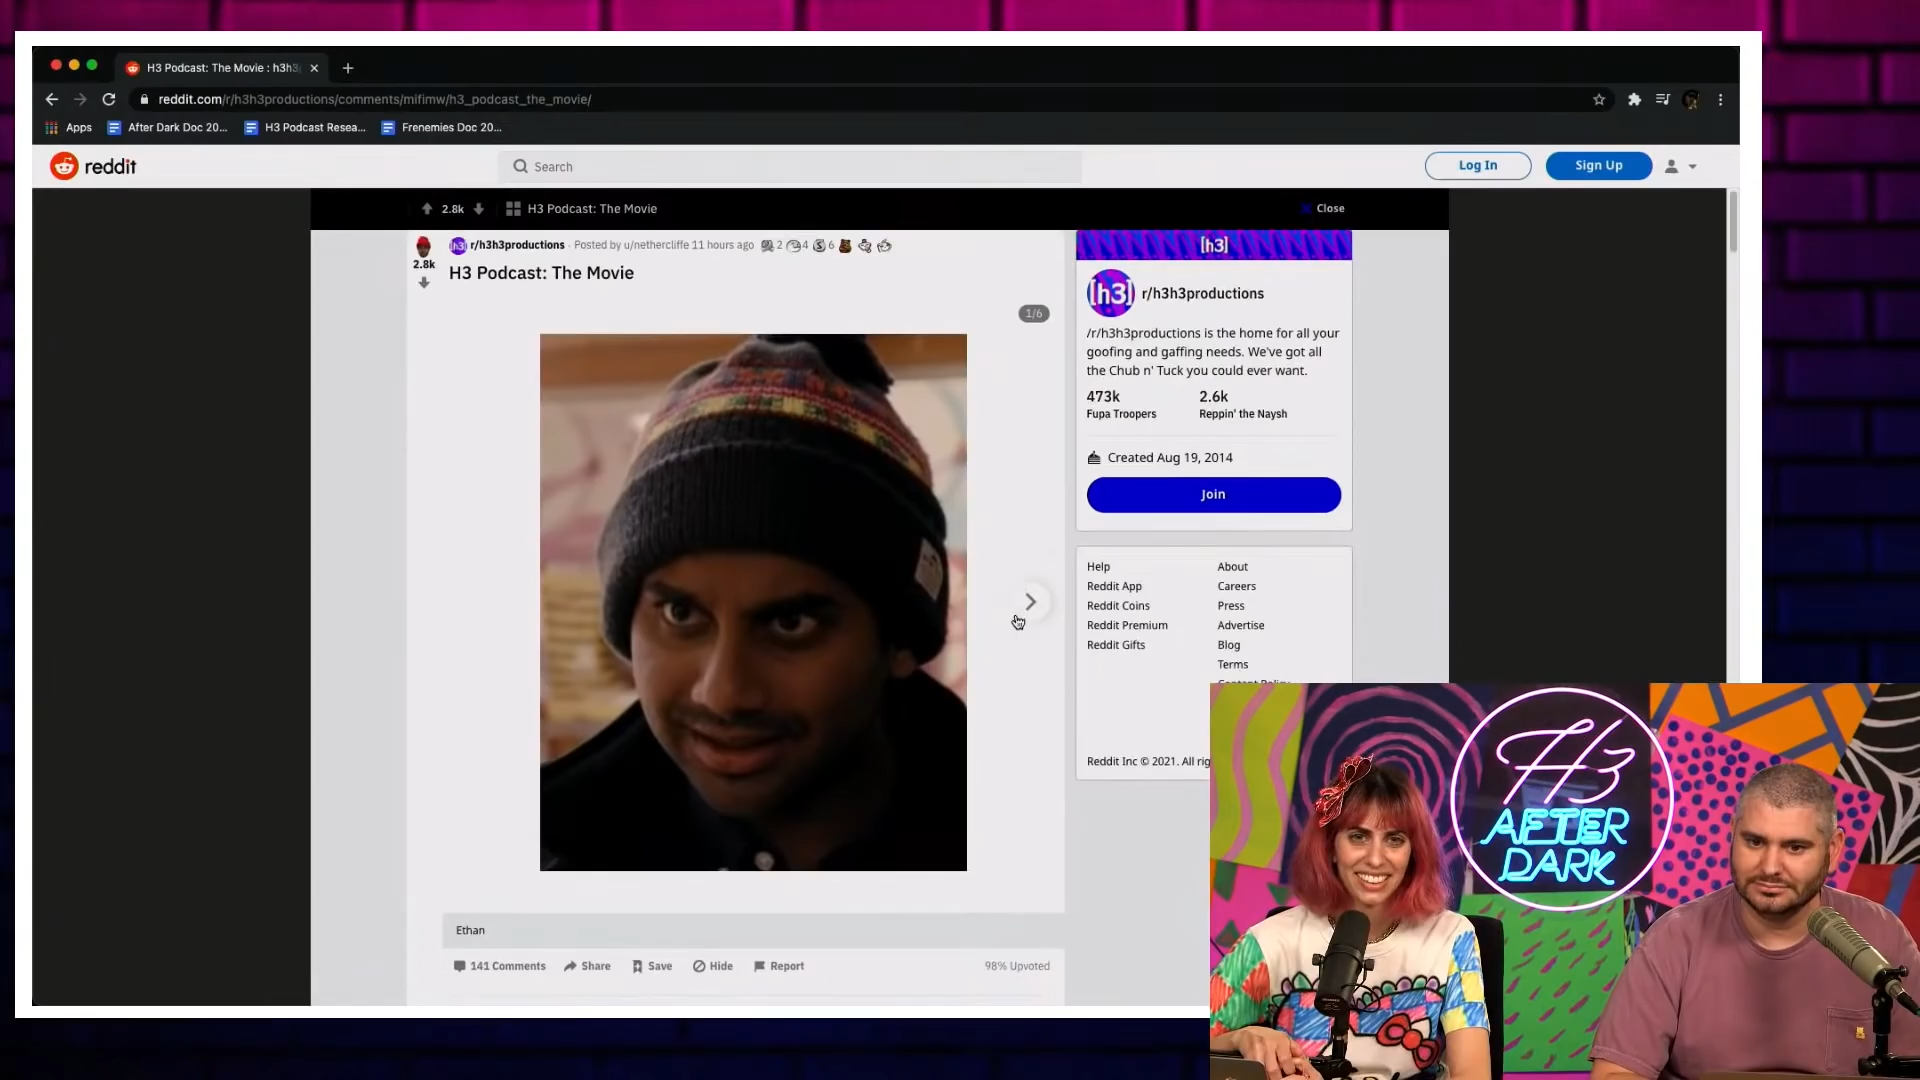 H3 Podcast: The Movie : h3h3
reddit.com/r/h3h3productions/comments/mifimw/h3_podcast_the_movie/
Apps After Dark Doc 20... H3 Podcast Resea... Frenemies Doc 20...
reddit Search Log In Sign Up
2.8k H3 Podcast: The Movie Close
r/h3h3productions · Posted by u/nethercliffe 11 hours ago 2 4 6
2.8k
H3 Podcast: The Movie
1/6
Ethan
141 Comments Share Save Hide Report 98% Upvoted
[h3]
[h3] r/h3h3productions
/r/h3h3productions is the home for all your
goofing and gaffing needs. We've got all
the Chub n' Tuck you could ever want.
473k 2.6k
Fupa Troopers Reppin' the Naysh
Created Aug 19, 2014
Join
Help About
Reddit App Careers
Reddit Coins Press
Reddit Premium Advertise
Reddit Gifts Blog
Terms
Content Policy
Reddit Inc © 2021. All rig
H3
AFTER
DARK